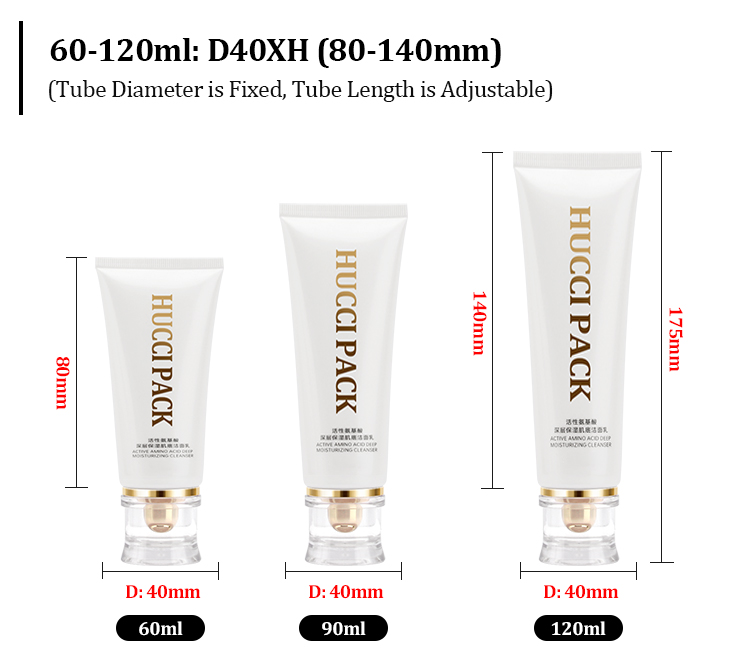 60-120ml: D40XH (80-140mm)
(Tube Diameter is Fixed, Tube Length is Adjustable)
80mm
HUCCI PACK
活性氨基酸
深层保湿肌底洁面乳
ACTIVE AMINO ACID DEEP
MOISTURIZING CLEANSER
D: 40mm
60ml
HUCCI PACK
活性氨基酸
深层保湿肌底洁面乳
ACTIVE AMINO ACID DEEP
MOISTURIZING CLEANSER
D: 40mm
90ml
140mm
HUCCI PACK
活性氨基酸
深层保湿肌底洁面乳
ACTIVE AMINO ACID DEEP
MOISTURIZING CLEANSER
175mm
D: 40mm
120ml